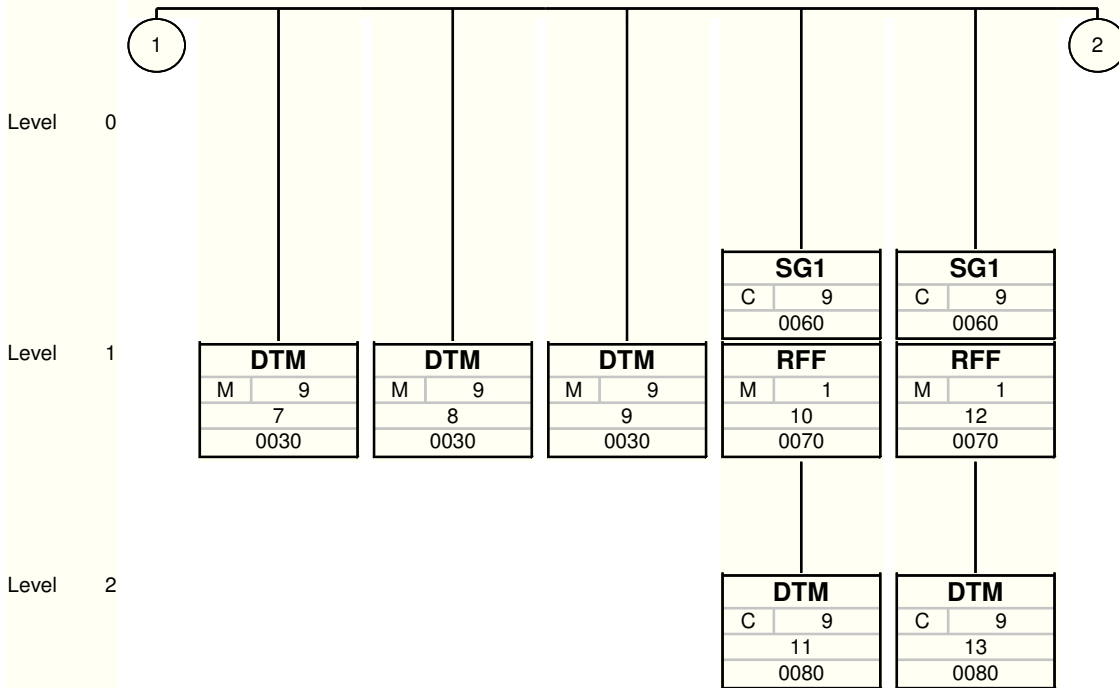 1 2
Level 0
SG1 SG1
C 9 C 9
0060 0060
Level 1
DTM DTM DTM RFF RFF
M 9 M 9 M 9 M 1 M 1
7 8 9 10 12
0030 0030 0030 0070 0070
Level 2
DTM DTM
C 9 C 9
11 13
0080 0080